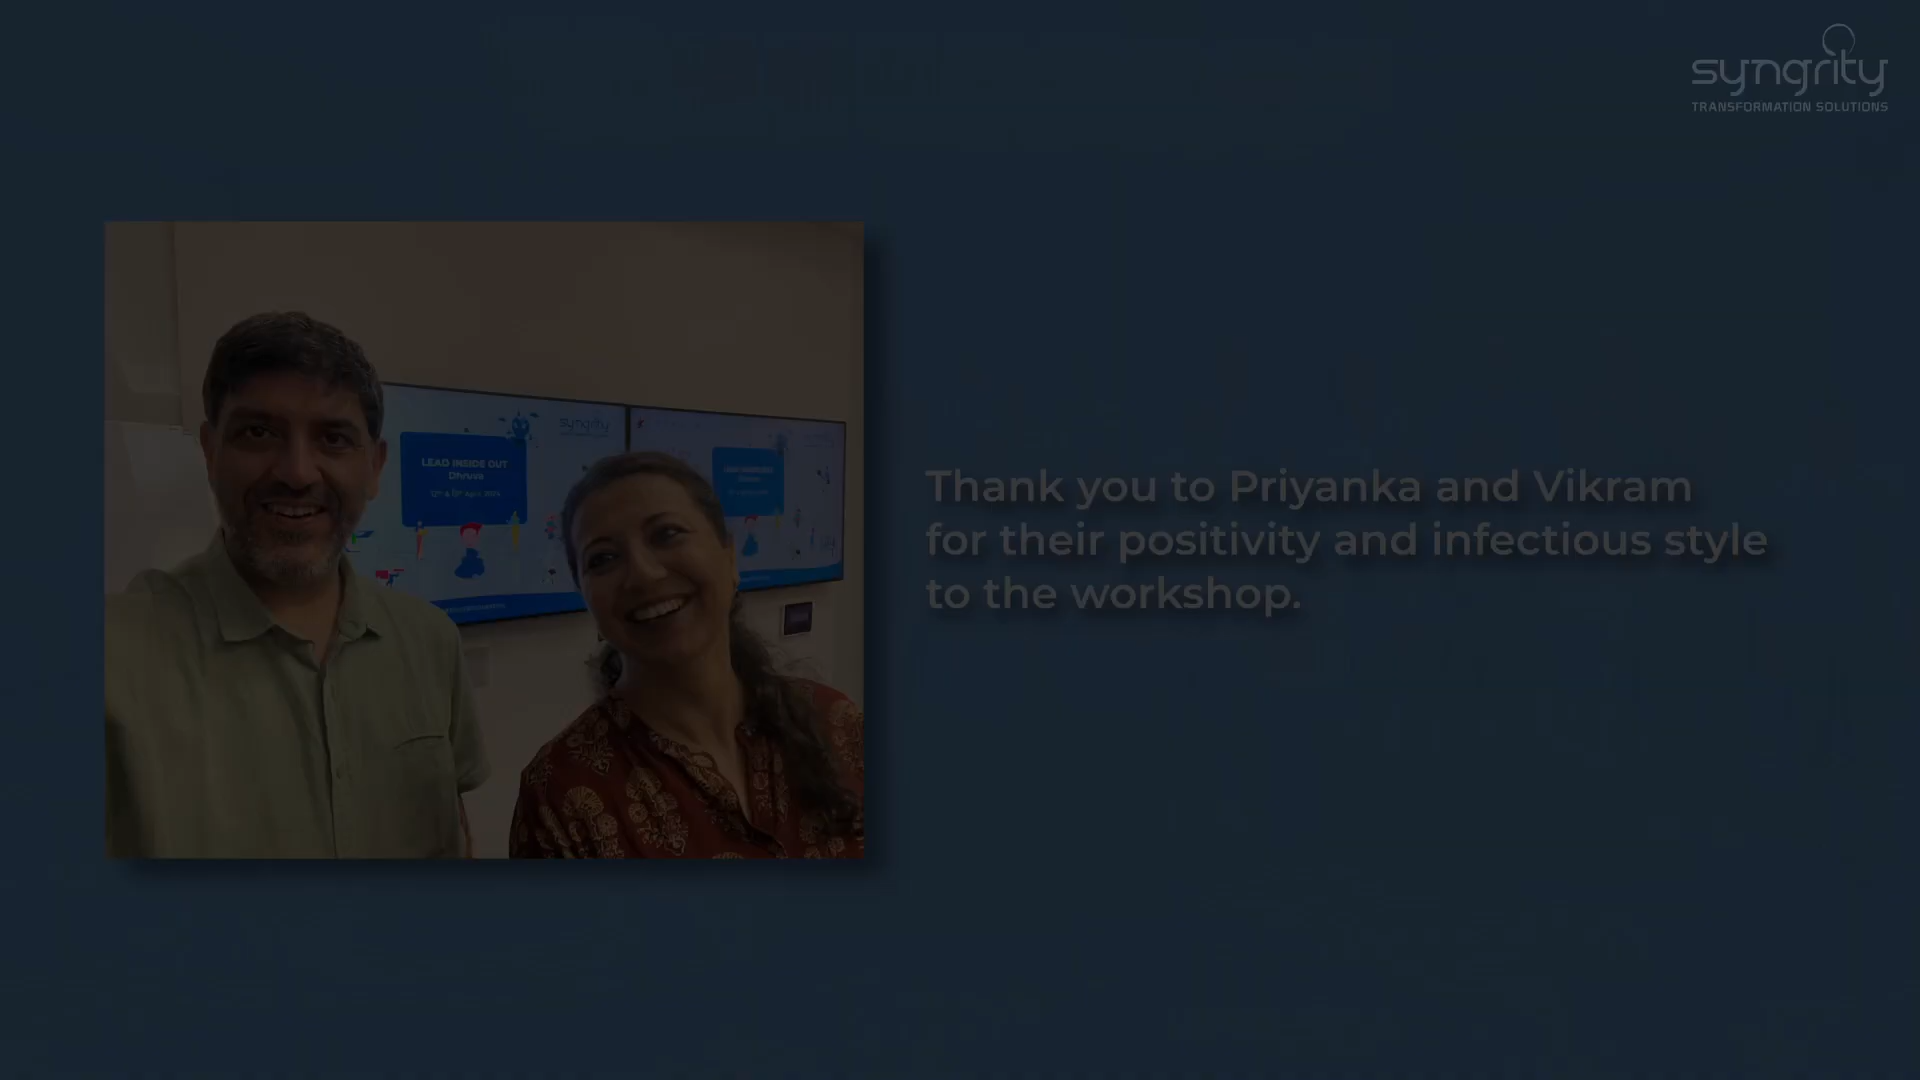 syngrity
TRANSFORMATION SOLUTIONS
syngrity
LEAD INSIDE OUT
Dhruva
Thank you to Priyanka and Vikram
for their positivity and infectious style
to the workshop.